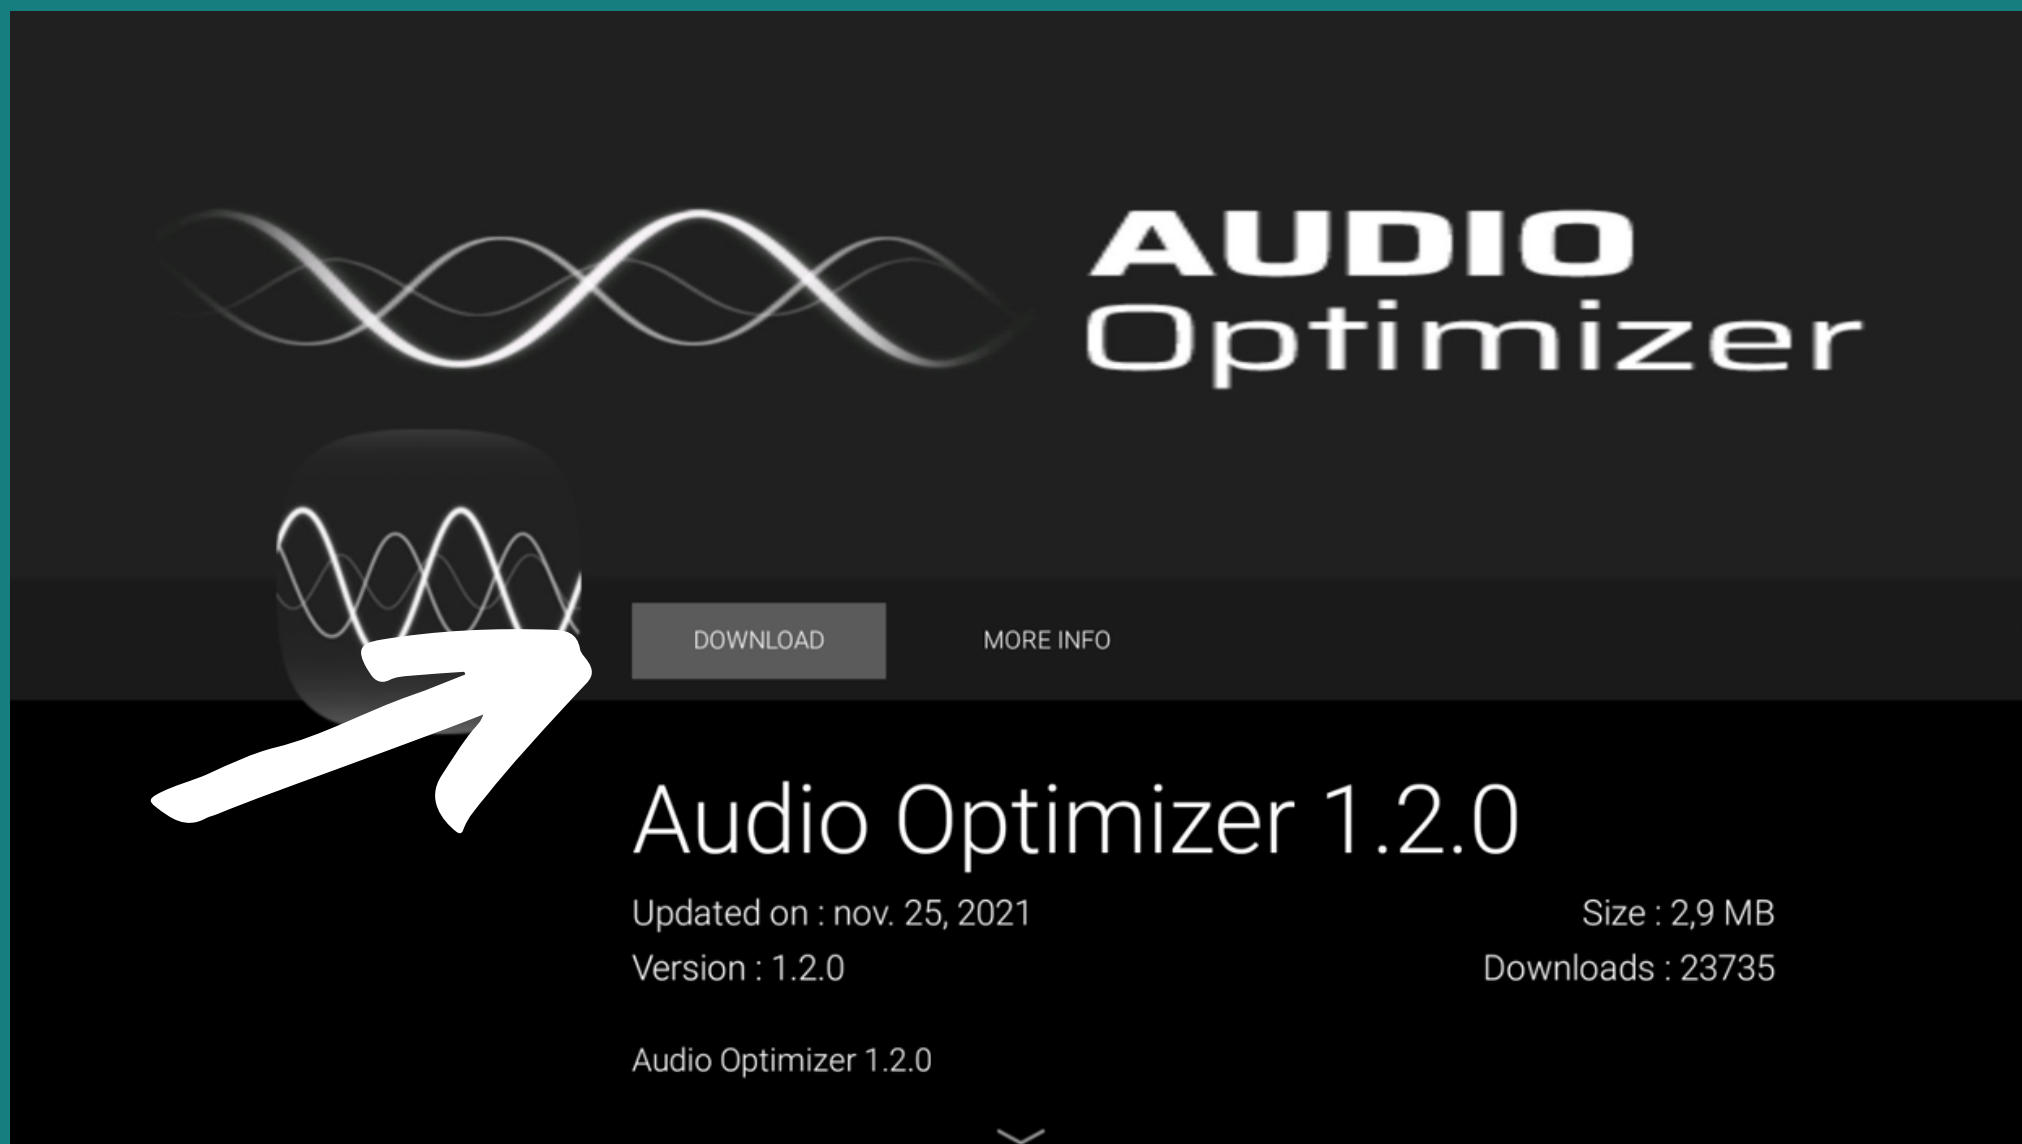 AUDIO
Optimizer
DOWNLOAD
MORE INFO
Audio Optimizer 1.2.0
Updated on : nov. 25, 2021
Size : 2,9 MB
Version : 1.2.0
Downloads : 23735
Audio Optimizer 1.2.0